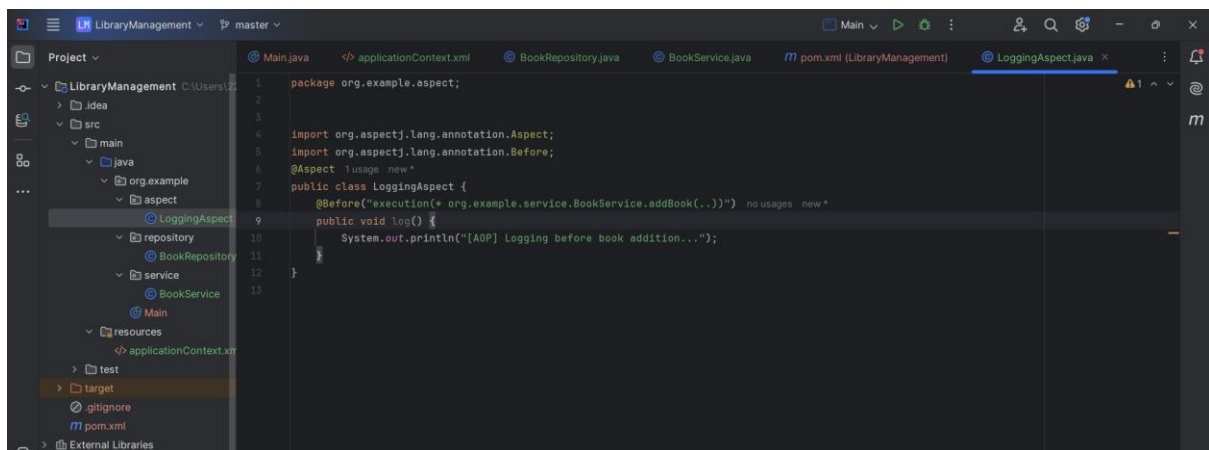 LM LibraryManagement master Main
Project
Main.java applicationContext.xml BookRepository.java BookService.java m pom.xml (LibraryManagement) LoggingAspect.java
LibraryManagement C:\Users\2
.idea
src
main
java
org.example
aspect
LoggingAspect
repository
BookRepository
service
BookService
Main
resources
applicationContext.xm
test
target
.gitignore
m pom.xml
External Libraries
1 package org.example.aspect;
2
3
4 import org.aspectj.lang.annotation.Aspect;
5 import org.aspectj.lang.annotation.Before;
6 @Aspect 1 usage new *
7 public class LoggingAspect {
8 @Before("execution(* org.example.service.BookService.addBook(..))") no usages new *
9 public void log() {
10 System.out.println("[AOP] Logging before book addition...");
11 }
12 }
13
1
m